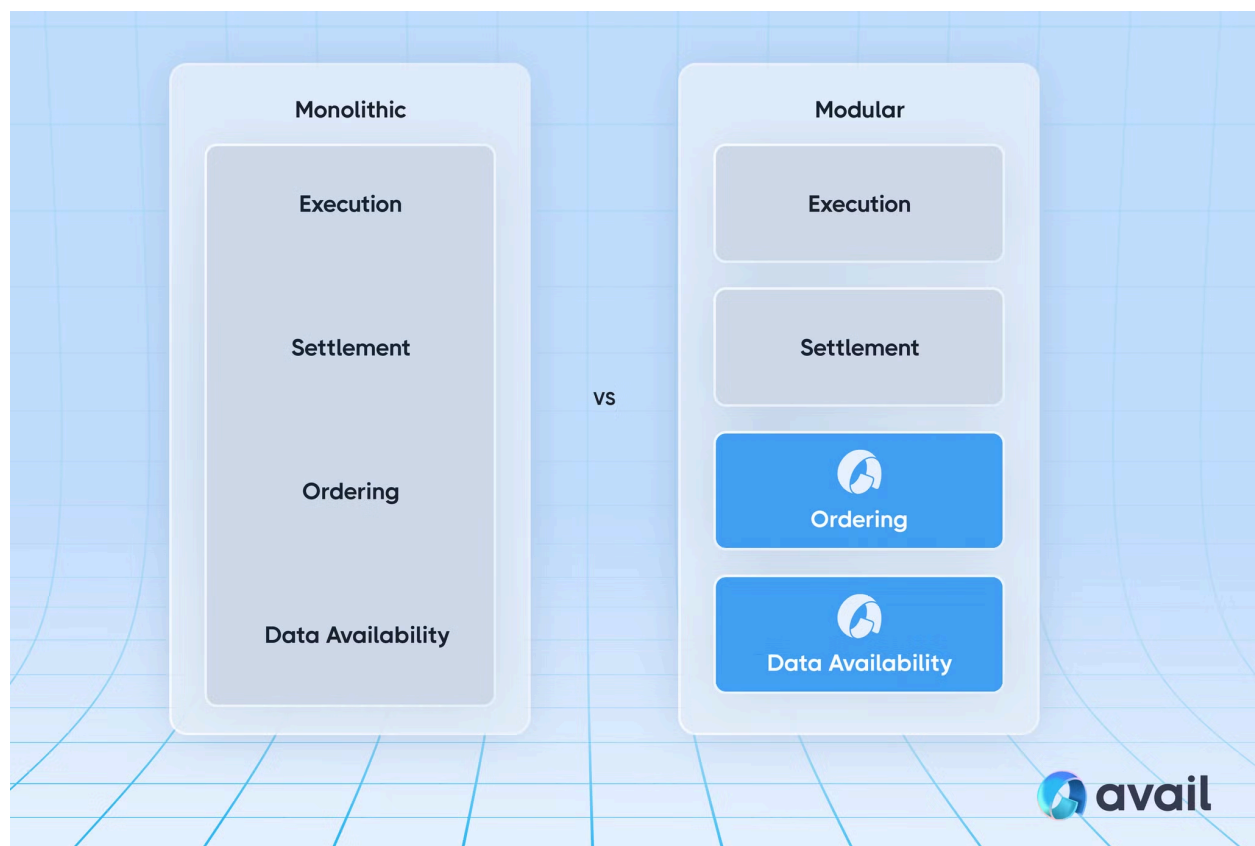 Monolithic
Execution
Settlement
Ordering
Data Availability
vs
Modular
Execution
Settlement
Ordering
Data Availability
avail